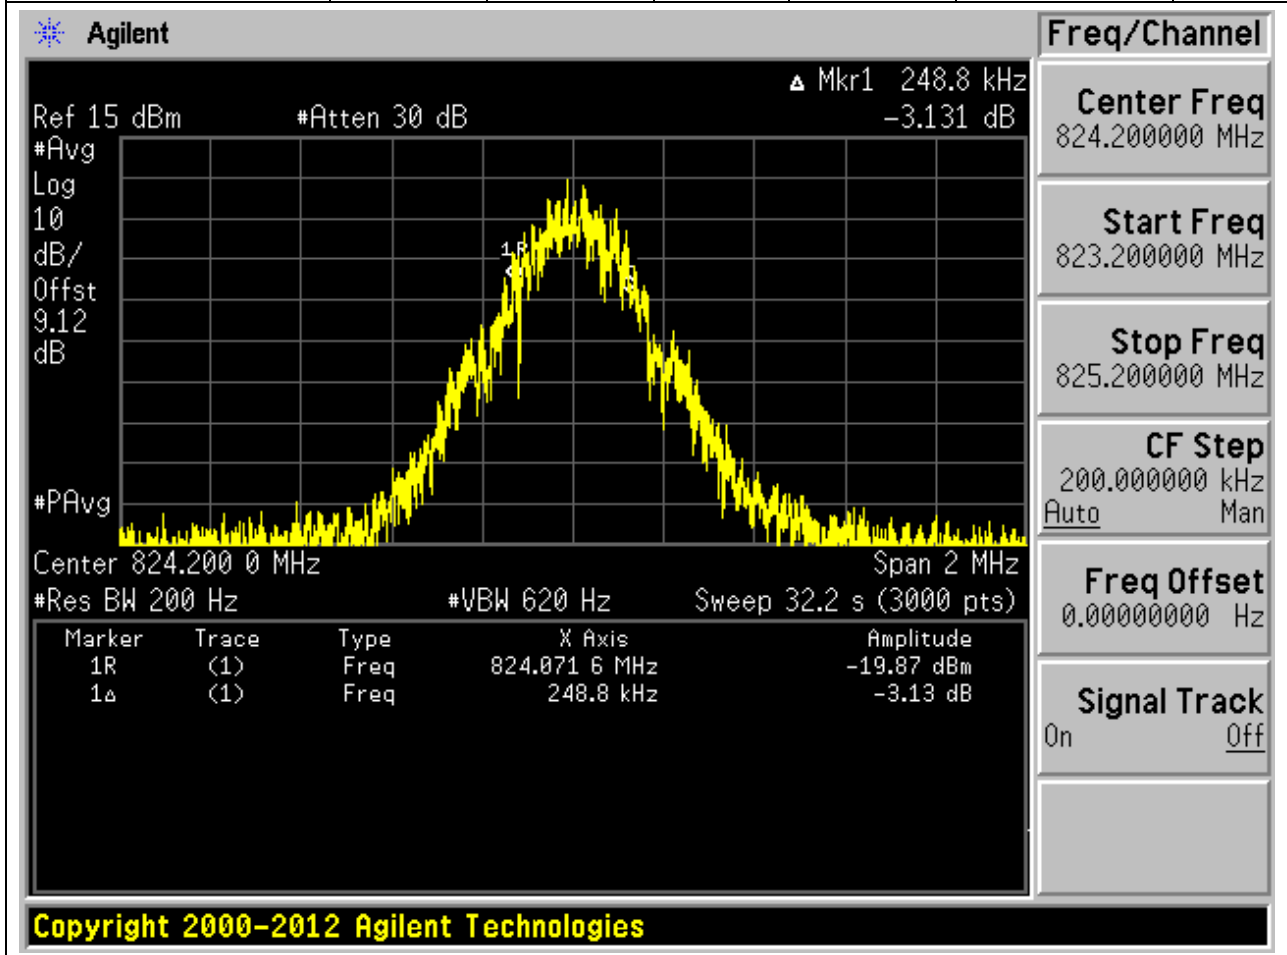 Agilent
Freq/Channel
▵ Mkr1 248.8 kHz
Ref 15 dBm #Atten 30 dB -3.131 dB
#Avg
Log
10
dB/
Offst
9.12
dB
1R
#PAvg
Center 824.200 0 MHz Span 2 MHz
#Res BW 200 Hz #VBW 620 Hz Sweep 32.2 s (3000 pts)
Marker Trace Type X Axis Amplitude
1R (1) Freq 824.071 6 MHz -19.87 dBm
1▵ (1) Freq 248.8 kHz -3.13 dB
Center Freq
824.200000 MHz
Start Freq
823.200000 MHz
Stop Freq
825.200000 MHz
CF Step
200.000000 kHz
Auto Man
Freq Offset
0.00000000 Hz
Signal Track
On Off
Copyright 2000-2012 Agilent Technologies